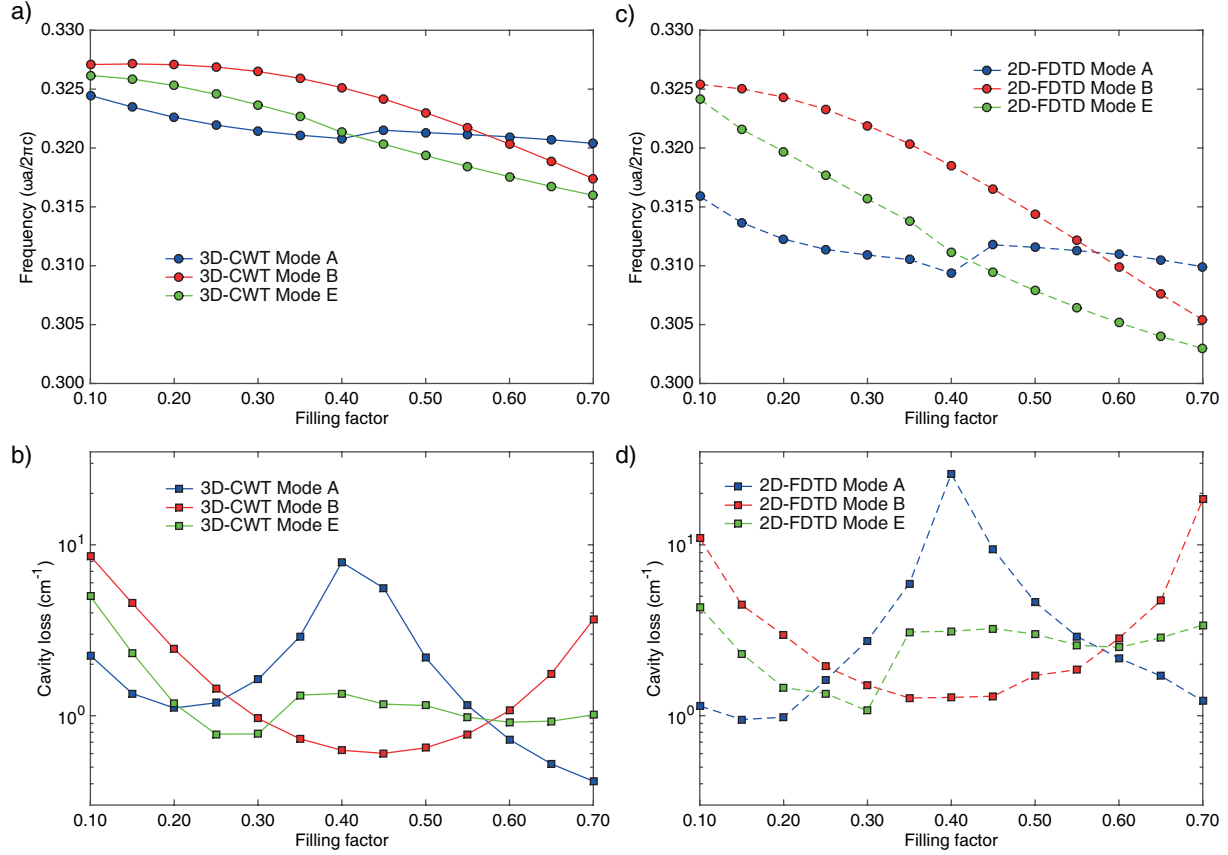 a)
0.330
0.325
0.320
0.315
0.310
0.305
0.300
Frequency (ωa/2πc)
3D-CWT Mode A
3D-CWT Mode B
3D-CWT Mode E
0.10 0.20 0.30 0.40 0.50 0.60 0.70
Filling factor
c)
0.330
0.325
0.320
0.315
0.310
0.305
0.300
Frequency (ωa/2πc)
2D-FDTD Mode A
2D-FDTD Mode B
2D-FDTD Mode E
0.10 0.20 0.30 0.40 0.50 0.60 0.70
Filling factor
b)
10¹
10⁰
Cavity loss (cm⁻¹)
3D-CWT Mode A
3D-CWT Mode B
3D-CWT Mode E
0.10 0.20 0.30 0.40 0.50 0.60 0.70
Filling factor
d)
10¹
10⁰
Cavity loss (cm⁻¹)
2D-FDTD Mode A
2D-FDTD Mode B
2D-FDTD Mode E
0.10 0.20 0.30 0.40 0.50 0.60 0.70
Filling factor